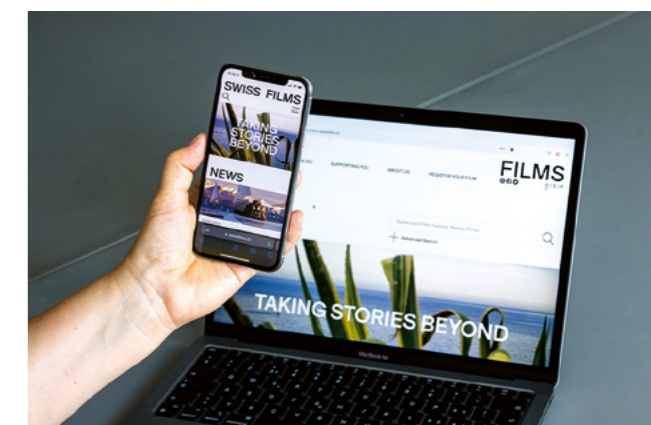 SWISS FILMS
TAKING
STORIES
BEYOND
NEWS
SUPPORTING YOU
ABOUT US
REGISTER YOUR FILM
FILMS
Advanced Search
TAKING STORIES BEYOND
MacBook Air